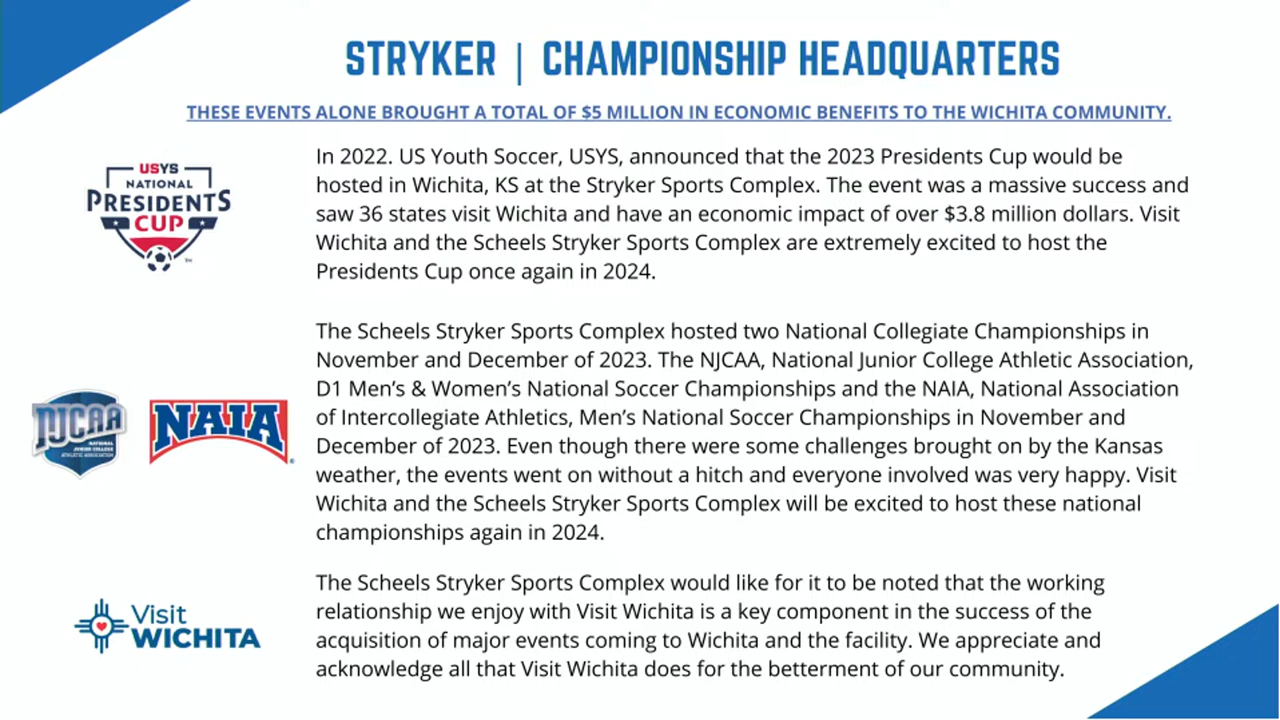 STRYKER | CHAMPIONSHIP HEADQUARTERS
THESE EVENTS ALONE BROUGHT A TOTAL OF $5 MILLION IN ECONOMIC BENEFITS TO THE WICHITA COMMUNITY.
USYS
NATIONAL
PRESIDENTS
CUP
TM
In 2022. US Youth Soccer, USYS, announced that the 2023 Presidents Cup would be
hosted in Wichita, KS at the Stryker Sports Complex. The event was a massive success and
saw 36 states visit Wichita and have an economic impact of over $3.8 million dollars. Visit
Wichita and the Scheels Stryker Sports Complex are extremely excited to host the
Presidents Cup once again in 2024.
NJCAA
NATIONAL
JUNIOR COLLEGE
ATHLETIC ASSOCIATION
NAIA
®
The Scheels Stryker Sports Complex hosted two National Collegiate Championships in
November and December of 2023. The NJCAA, National Junior College Athletic Association,
D1 Men’s & Women’s National Soccer Championships and the NAIA, National Association
of Intercollegiate Athletics, Men’s National Soccer Championships in November and
December of 2023. Even though there were some challenges brought on by the Kansas
weather, the events went on without a hitch and everyone involved was very happy. Visit
Wichita and the Scheels Stryker Sports Complex will be excited to host these national
championships again in 2024.
Visit
WICHITA
The Scheels Stryker Sports Complex would like for it to be noted that the working
relationship we enjoy with Visit Wichita is a key component in the success of the
acquisition of major events coming to Wichita and the facility. We appreciate and
acknowledge all that Visit Wichita does for the betterment of our community.